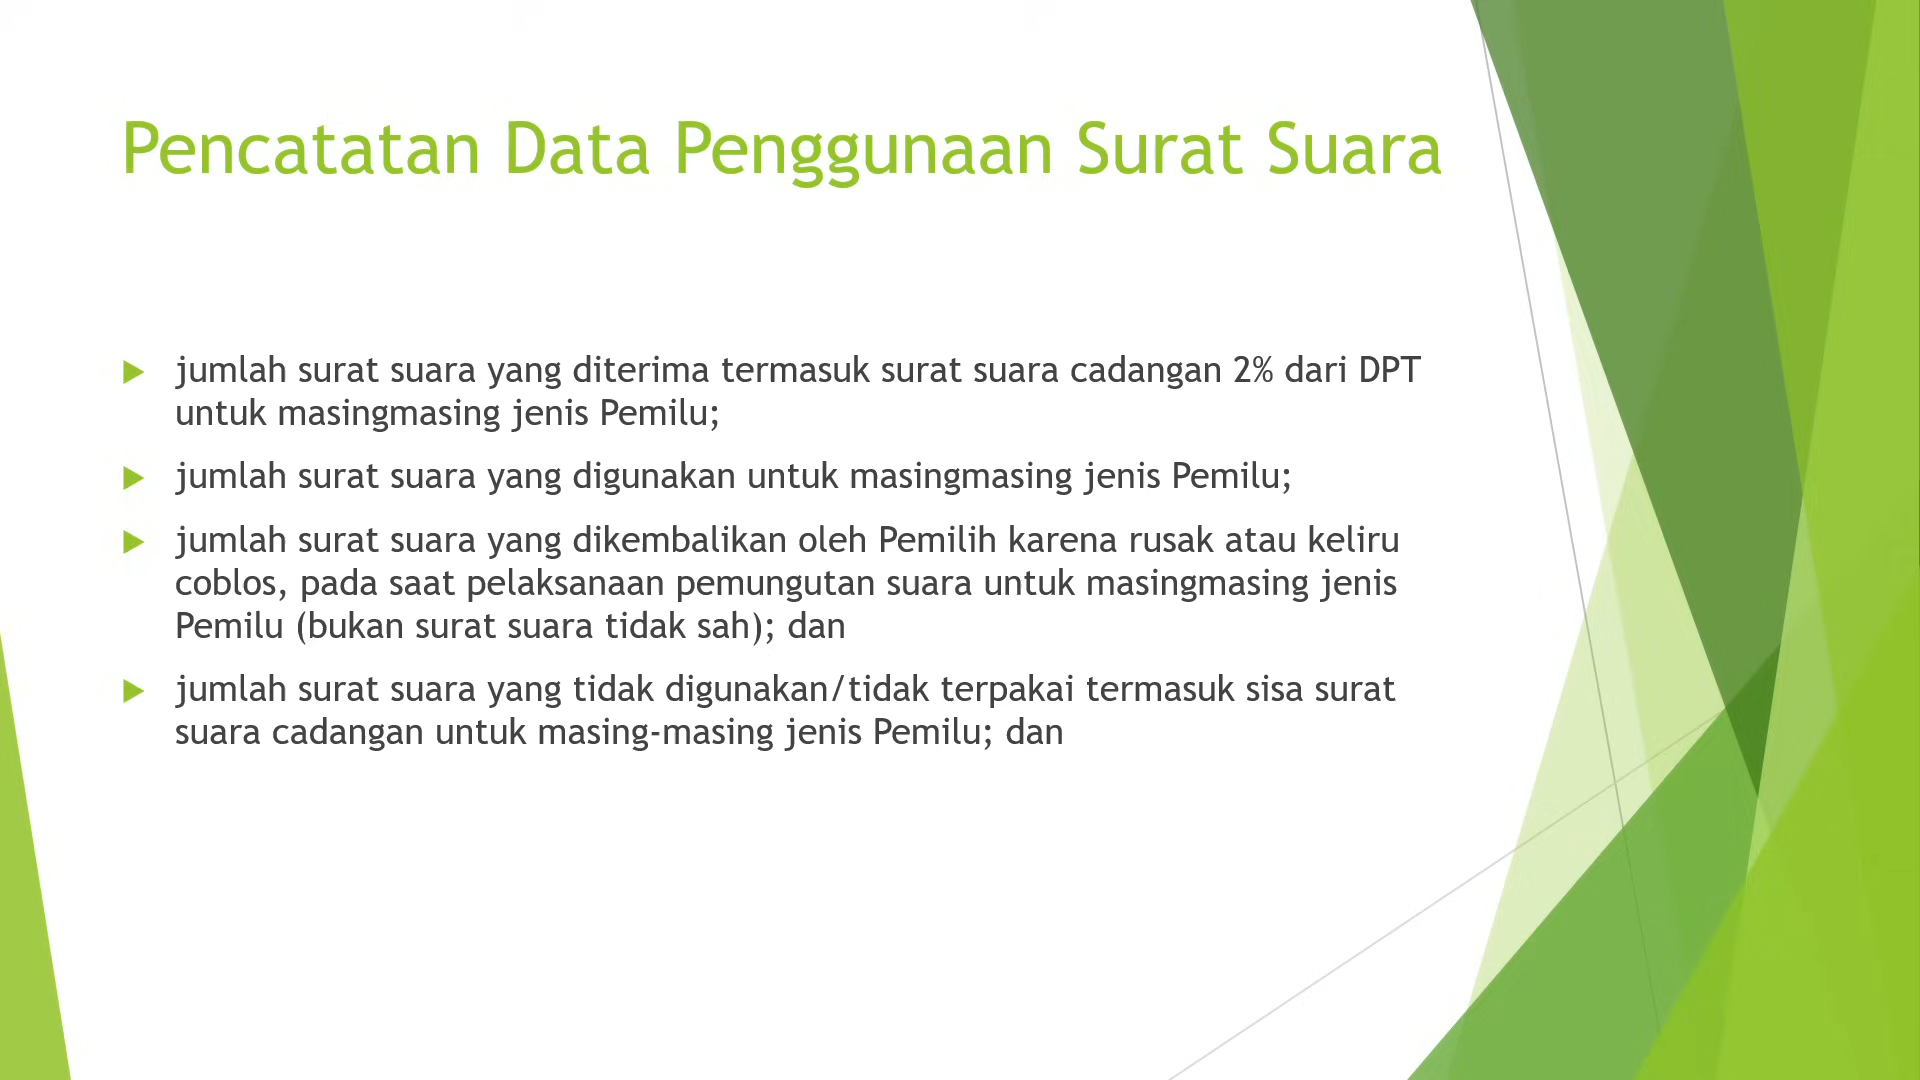 Pencatatan Data Penggunaan Surat Suara
jumlah surat suara yang diterima termasuk surat suara cadangan 2% dari DPT
untuk masingmasing jenis Pemilu;
jumlah surat suara yang digunakan untuk masingmasing jenis Pemilu;
jumlah surat suara yang dikembalikan oleh Pemilih karena rusak atau keliru
coblos, pada saat pelaksanaan pemungutan suara untuk masingmasing jenis
Pemilu (bukan surat suara tidak sah); dan
jumlah surat suara yang tidak digunakan/tidak terpakai termasuk sisa surat
suara cadangan untuk masing-masing jenis Pemilu; dan